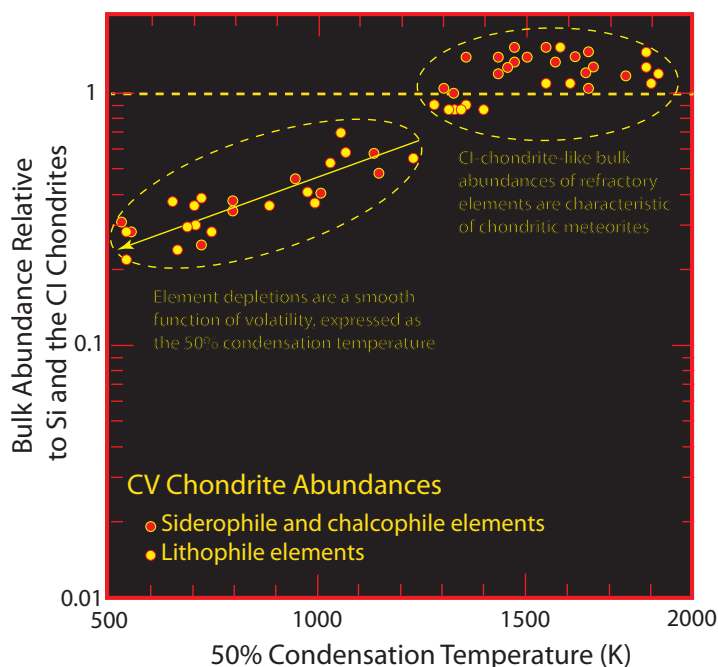 1
0.1
0.01
Bulk Abundance Relative
to Si and the CI Chondrites
CI-chondrite-like bulk
abundances of refractory
elements are characteristic
of chondritic meteorites
Element depletions are a smooth
function of volatility, expressed as
the 50% condensation temperature
CV Chondrite Abundances
Siderophile and chalcophile elements
Lithophile elements
500 1000 1500 2000
50% Condensation Temperature (K)